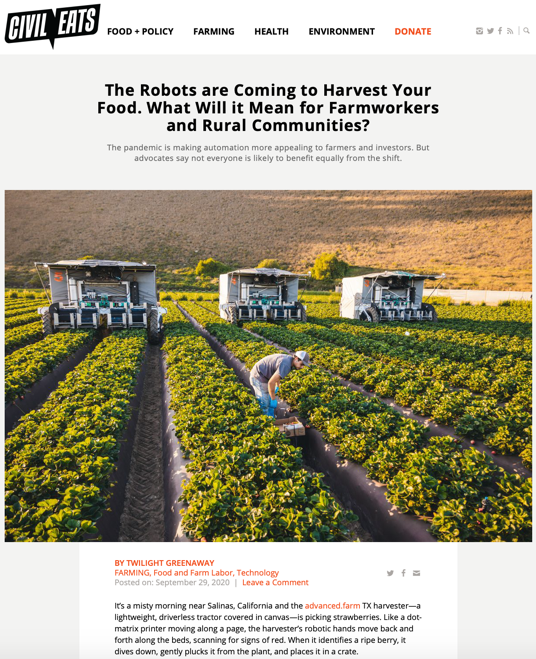 CIVIL EATS
FOOD + POLICY FARMING HEALTH ENVIRONMENT DONATE
The Robots are Coming to Harvest Your
Food. What Will it Mean for Farmworkers
and Rural Communities?
The pandemic is making automation more appealing to farmers and investors. But
advocates say not everyone is likely to benefit equally from the shift.
BY TWILIGHT GREENAWAY
FARMING, Food and Farm Labor, Technology
Posted on: September 29, 2020 | Leave a Comment
It’s a misty morning near Salinas, California and the advanced.farm TX harvester—a
lightweight, driverless tractor covered in canvas—is picking strawberries. Like a dot-
matrix printer moving along a page, the harvester’s robotic hands move back and
forth along the beds, scanning for signs of red. When it identifies a ripe berry, it
dives down, gently plucks it from the plant, and places it in a crate.